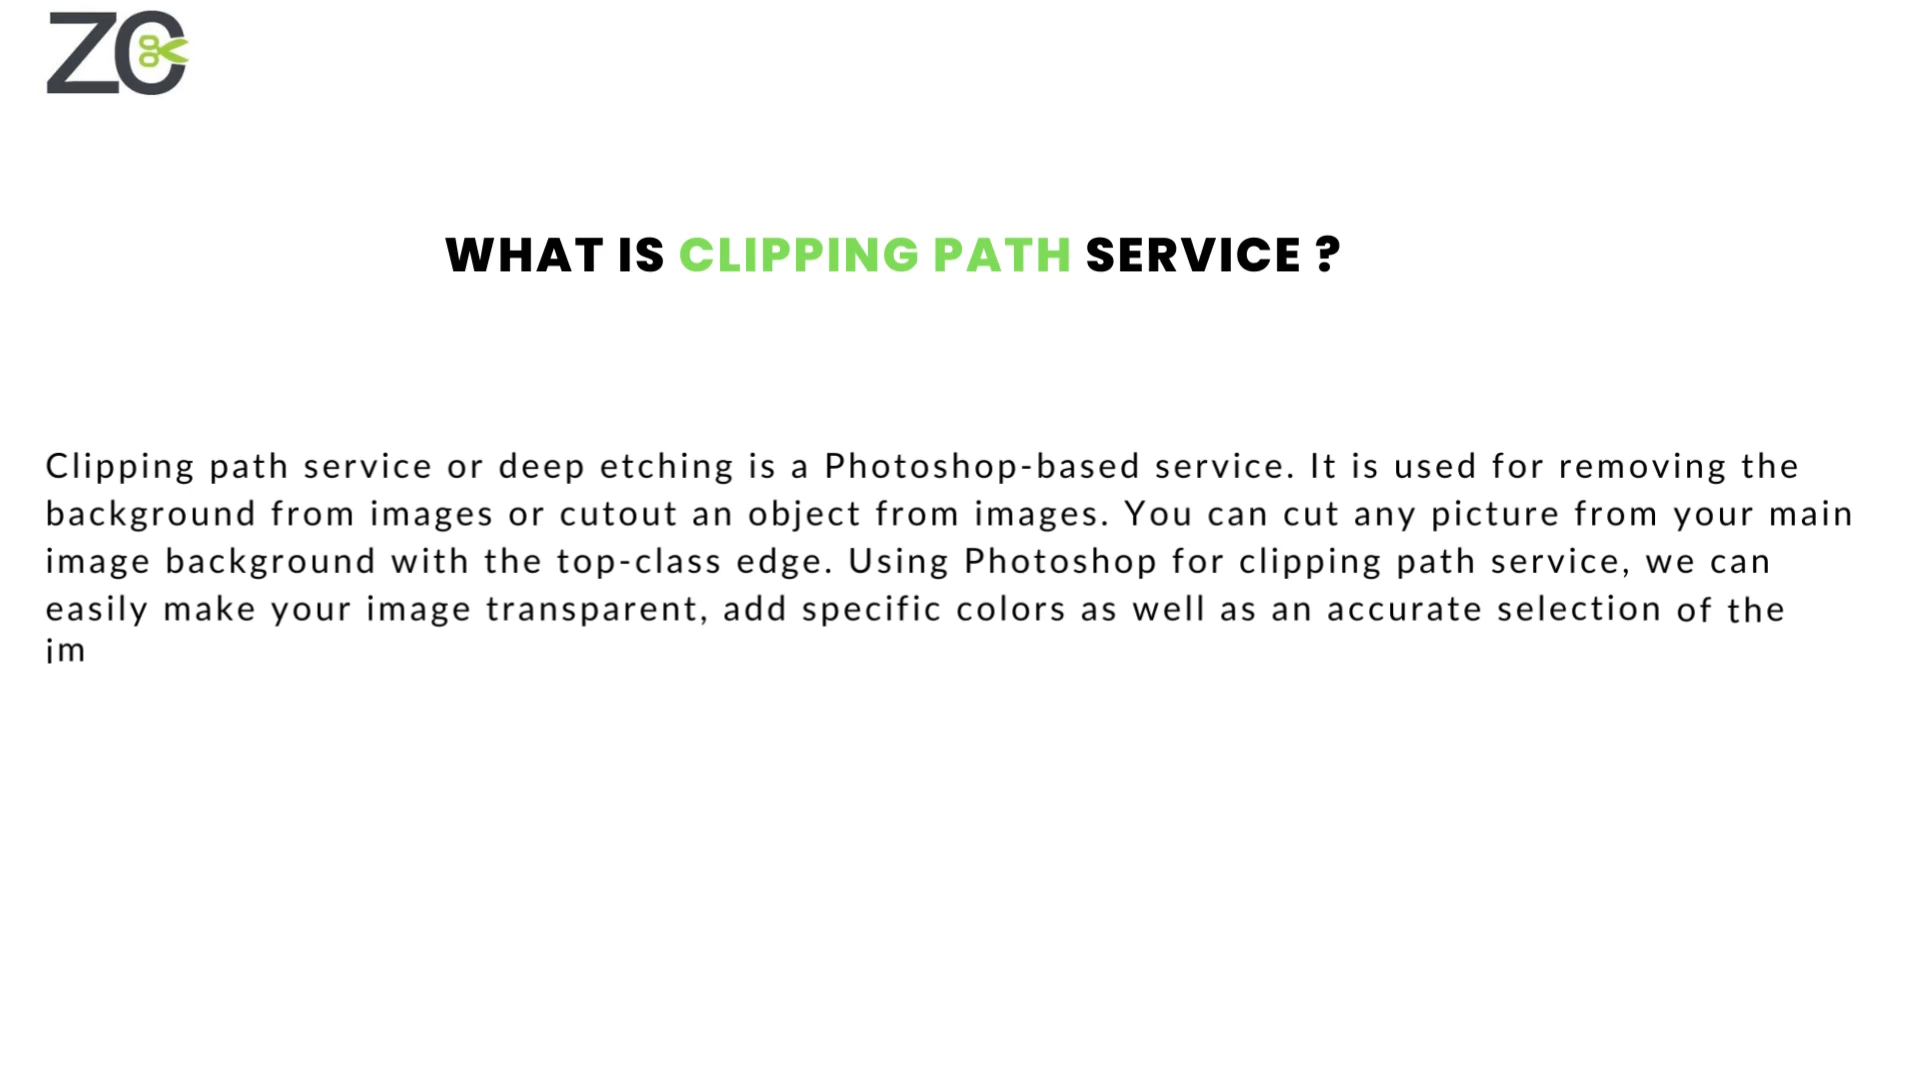 ZC
WHAT IS CLIPPING PATH SERVICE ?
Clipping path service or deep etching is a Photoshop-based service. It is used for removing the
background from images or cutout an object from images. You can cut any picture from your main
image background with the top-class edge. Using Photoshop for clipping path service, we can
easily make your image transparent, add specific colors as well as an accurate selection of the
im